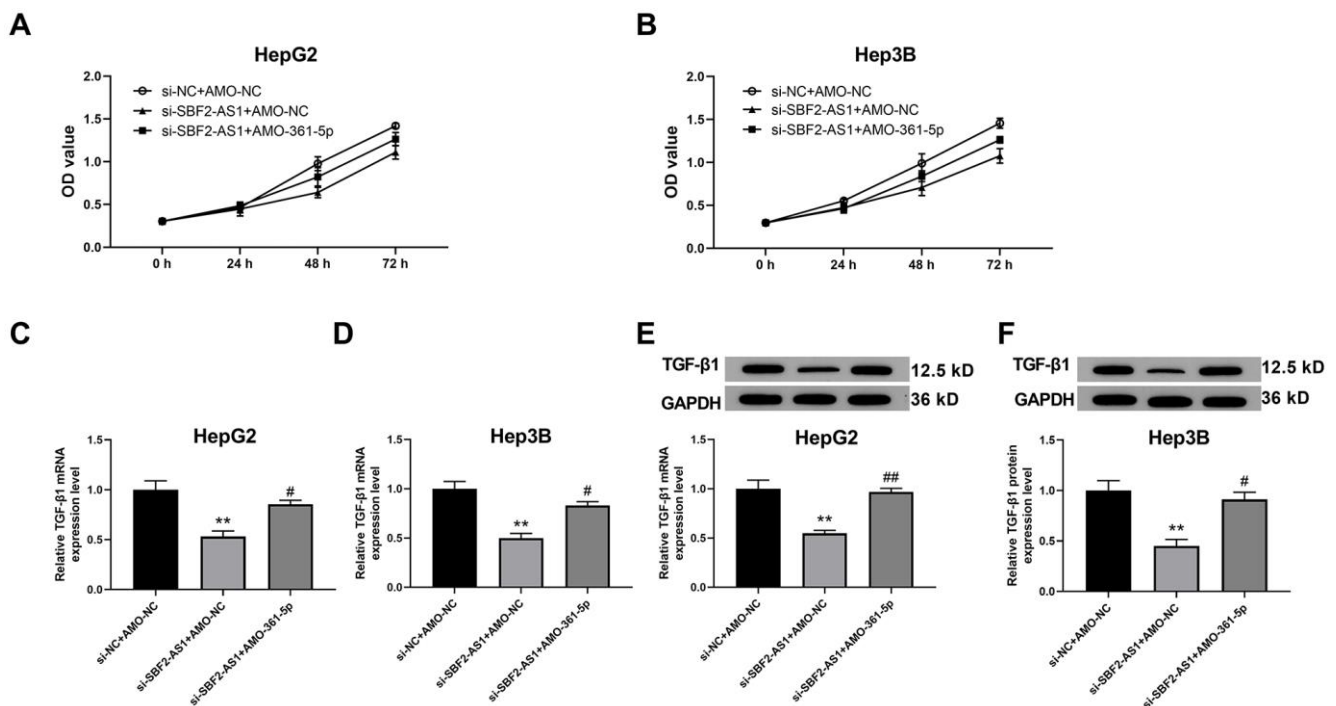 A
HepG2
OD value
2.0
1.5
1.0
0.5
0.0
si-NC+AMO-NC
si-SBF2-AS1+AMO-NC
si-SBF2-AS1+AMO-361-5p
0 h
24 h
48 h
72 h
B
Hep3B
OD value
2.0
1.5
1.0
0.5
0.0
si-NC+AMO-NC
si-SBF2-AS1+AMO-NC
si-SBF2-AS1+AMO-361-5p
0 h
24 h
48 h
72 h
C
HepG2
Relative TGF-β1 mRNA
expression level
1.5
1.0
0.5
0.0
**
#
si-NC+AMO-NC
si-SBF2-AS1+AMO-NC
si-SBF2-AS1+AMO-361-5p
D
Hep3B
Relative TGF-β1 mRNA
expression level
1.5
1.0
0.5
0.0
**
#
si-NC+AMO-NC
si-SBF2-AS1+AMO-NC
si-SBF2-AS1+AMO-361-5p
E
TGF-β1
12.5 kD
GAPDH
36 kD
HepG2
Relative TGF-β1 mRNA
expression level
1.5
1.0
0.5
0.0
**
##
si-NC+AMO-NC
si-SBF2-AS1+AMO-NC
si-SBF2-AS1+AMO-361-5p
F
TGF-β1
12.5 kD
GAPDH
36 kD
Hep3B
Relative TGF-β1 protein
expression level
1.5
1.0
0.5
0.0
**
#
si-NC+AMO-NC
si-SBF2-AS1+AMO-NC
si-SBF2-AS1+AMO-361-5p